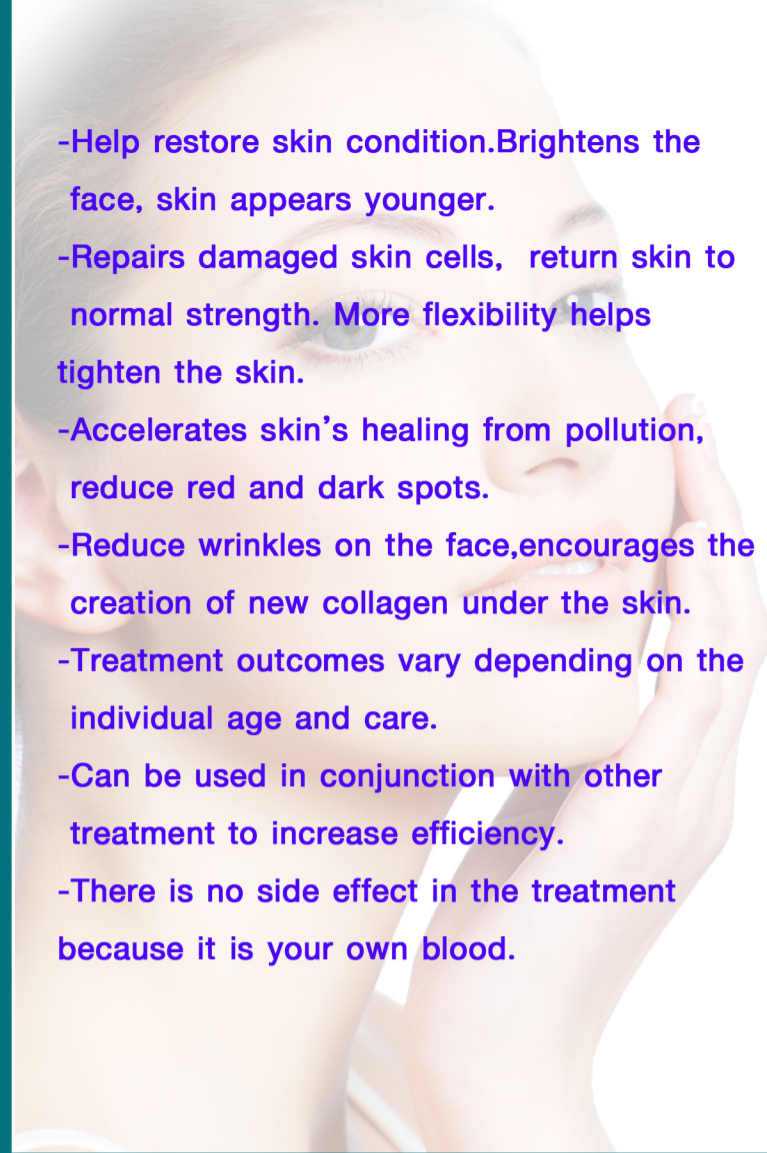 -Help restore skin condition.Brightens the
face, skin appears younger.
-Repairs damaged skin cells,  return skin to
normal strength. More flexibility helps
tighten the skin.
-Accelerates skin’s healing from pollution,
reduce red and dark spots.
-Reduce wrinkles on the face,encourages the
creation of new collagen under the skin.
-Treatment outcomes vary depending on the
individual age and care.
-Can be used in conjunction with other
treatment to increase efficiency.
-There is no side effect in the treatment
because it is your own blood.